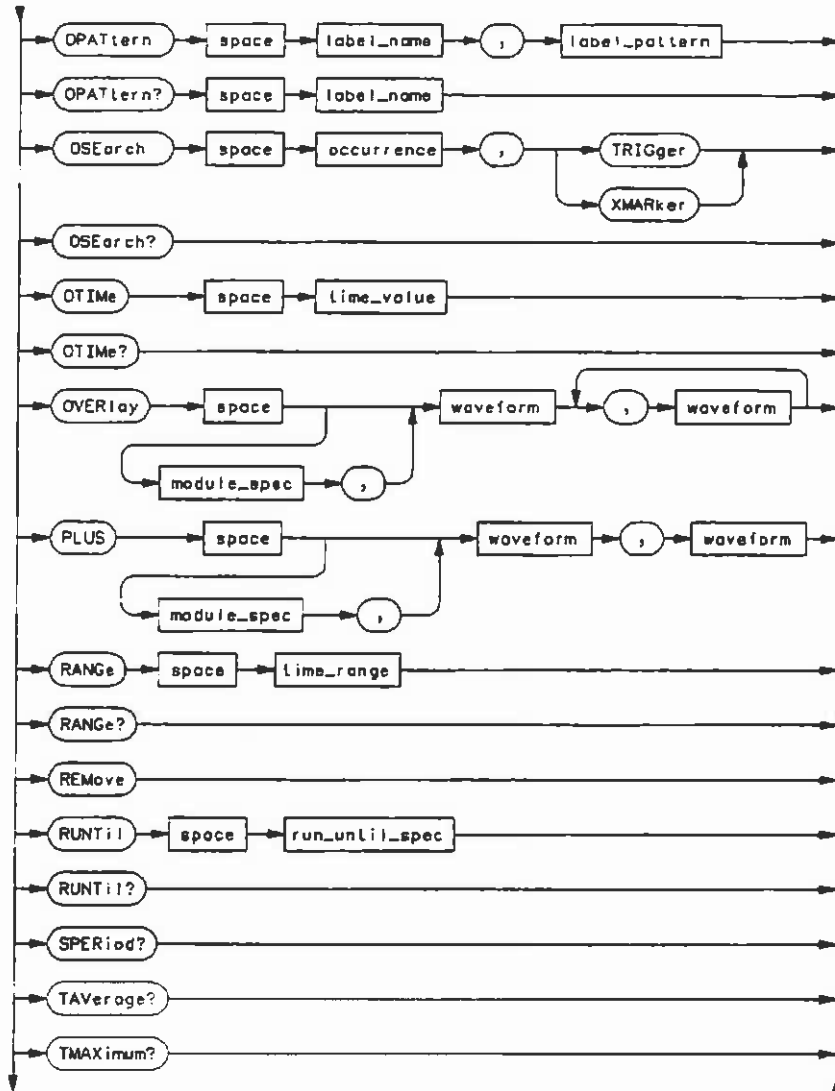 OPATtern space label_name , label_pattern
OPATtern? space label_name
OSEarch space occurrence , TRIGger
XMARker
OSEarch?
OTIMe space time_value
OTIMe?
OVERlay space waveform , waveform
module_spec ,
PLUS space waveform , waveform
module_spec ,
RANGe space time_range
RANGe?
REMove
RUNTil space run_until_spec
RUNTil?
SPERiod?
TAVerage?
TMAXimum?